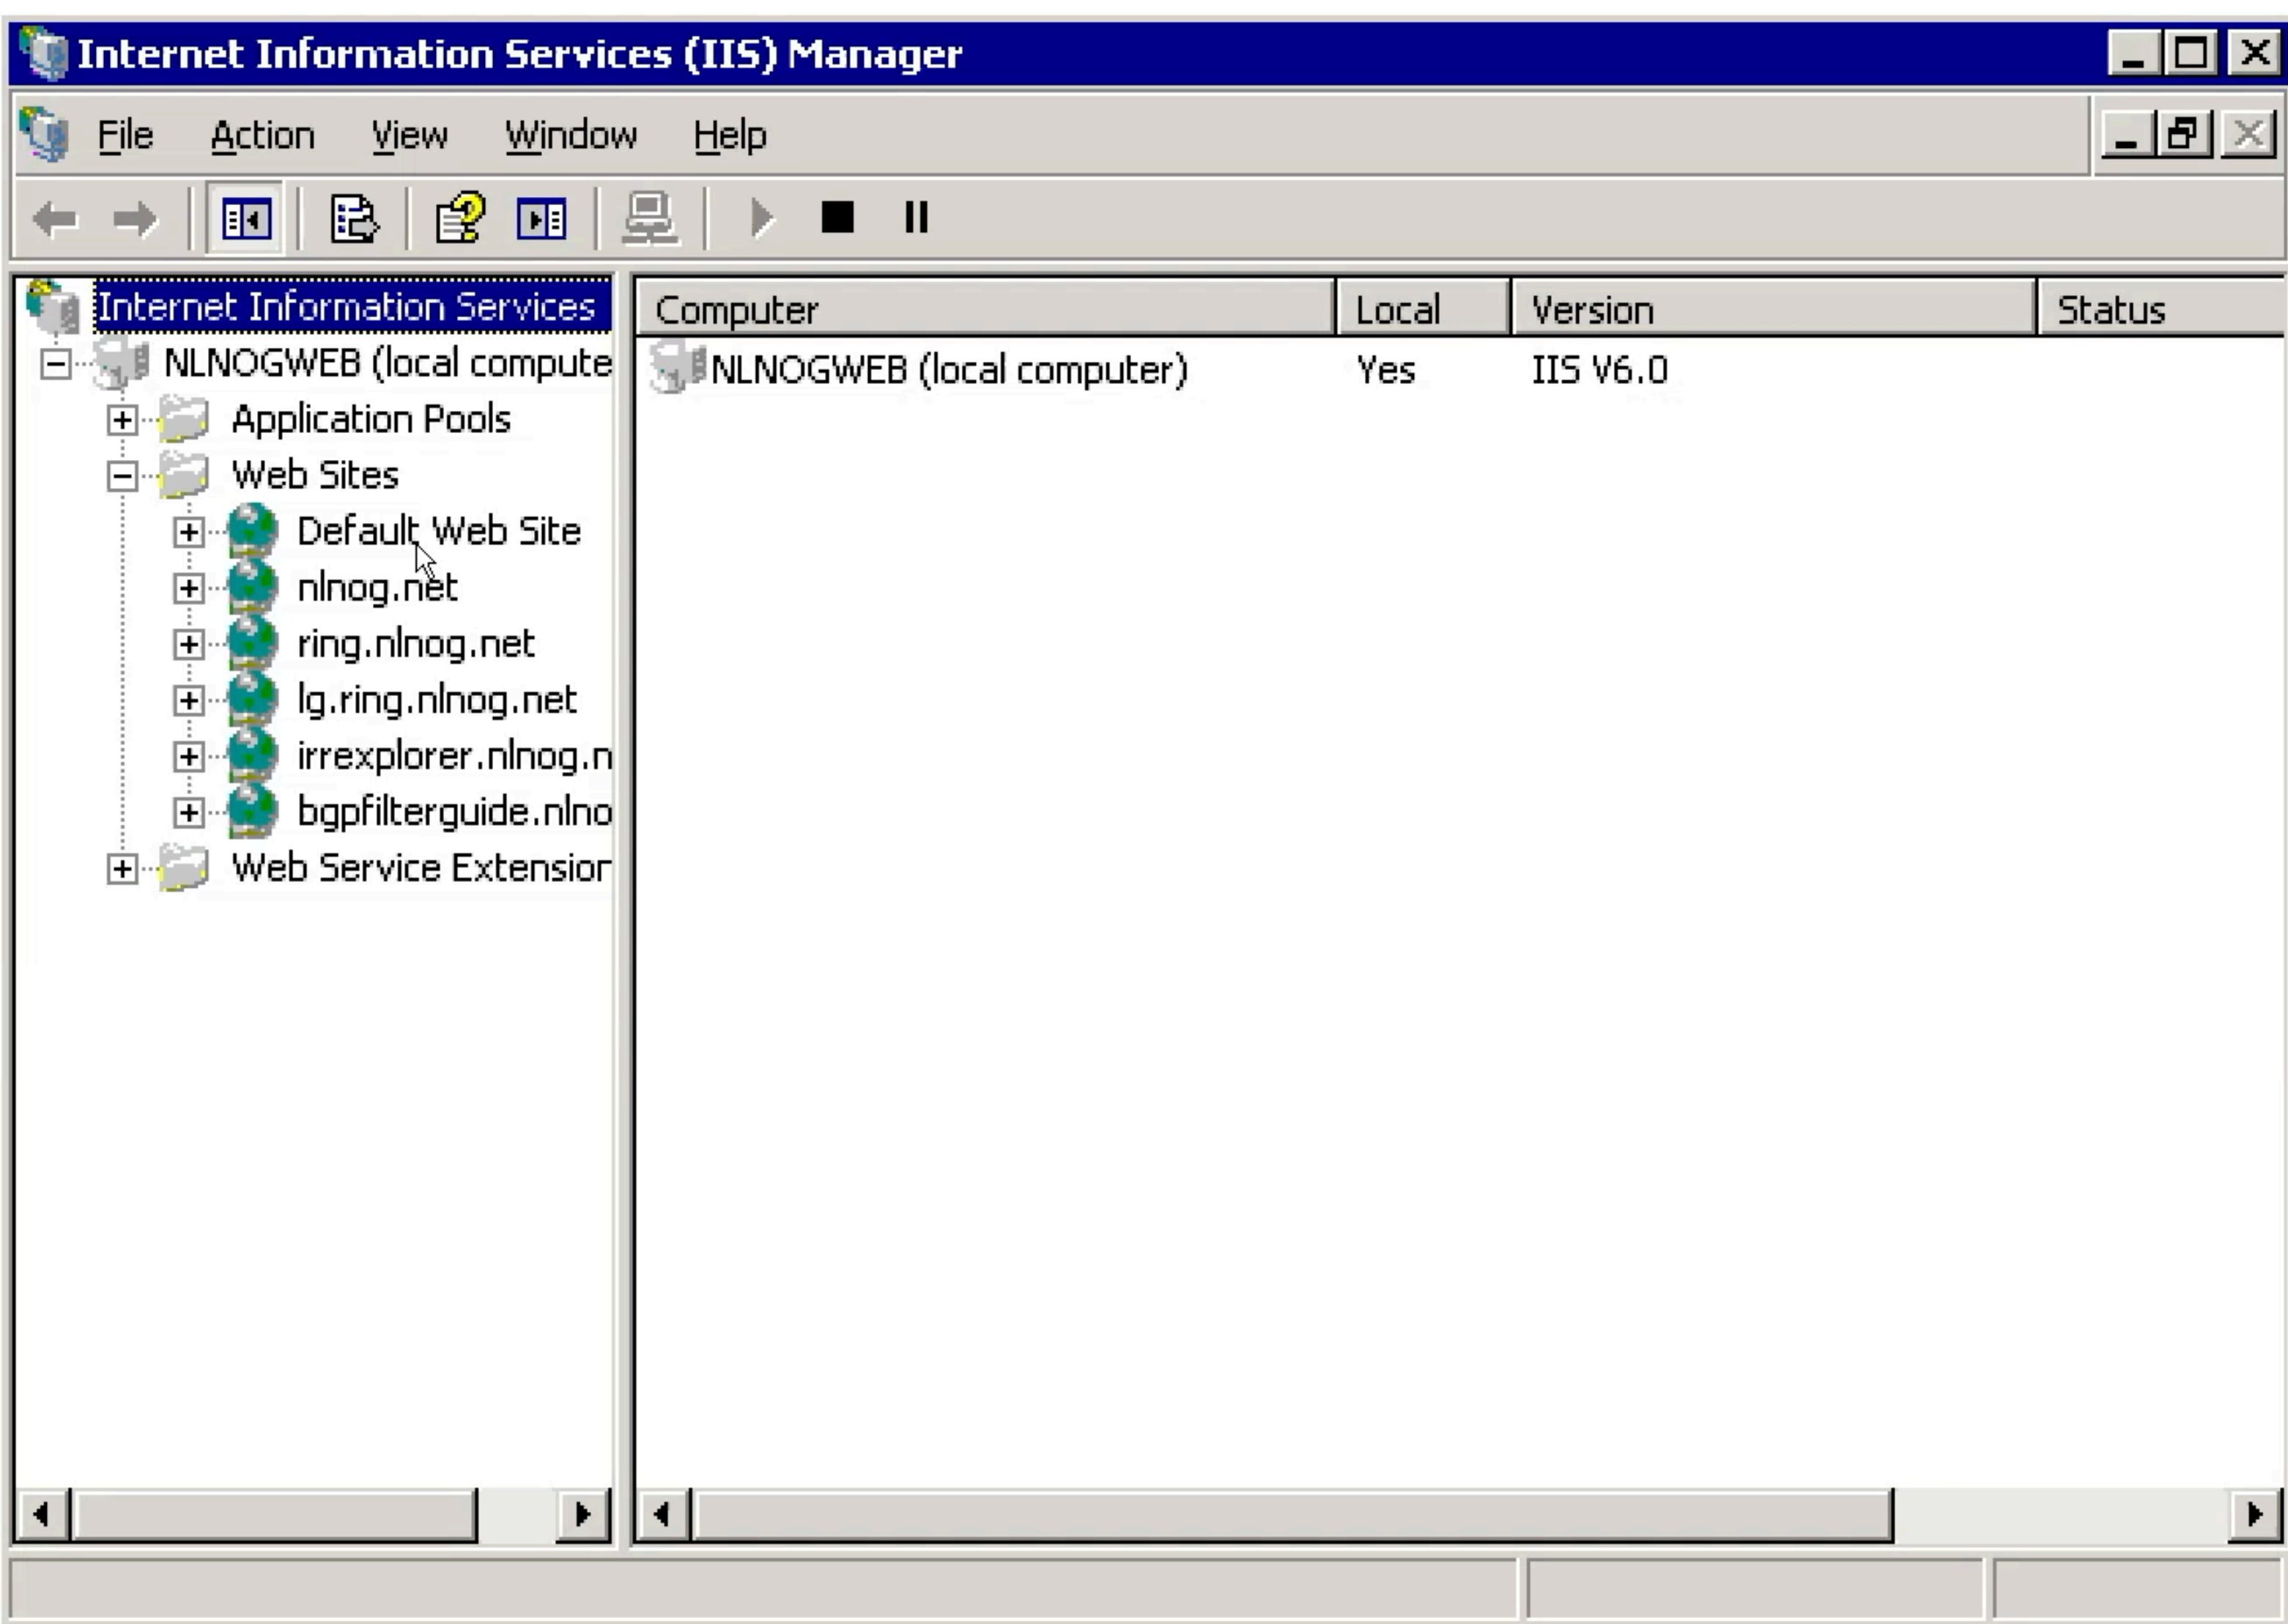 Internet Information Services (IIS) Manager
File Action View Window Help
Internet Information Services
NLNOGWEB (local compute
Application Pools
Web Sites
Default Web Site
nlnog.net
ring.nlnog.net
lg.ring.nlnog.net
irrexplorer.nlnog.n
bgpfilterguide.nlno
Web Service Extension
Computer Local Version Status
NLNOGWEB (local computer) Yes IIS V6.0